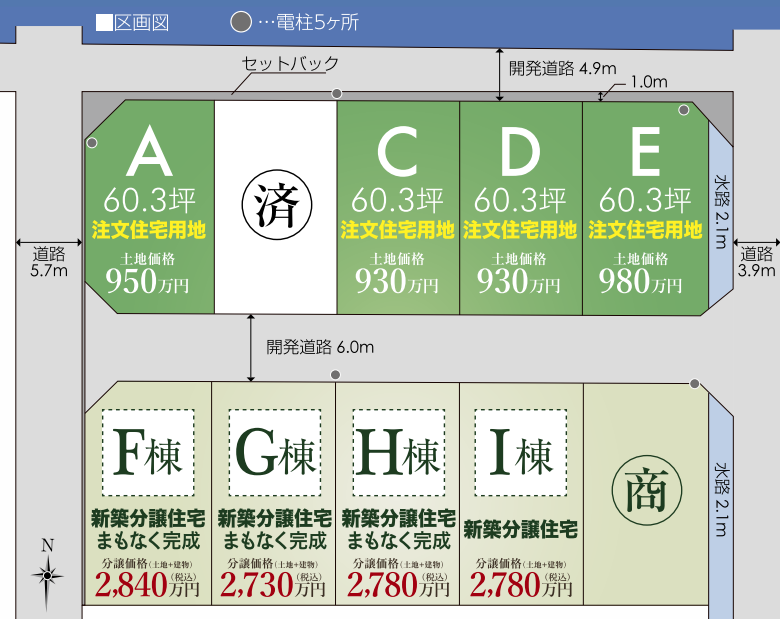 区画図
…電柱5ヶ所
セットバック
開発道路 4.9m
1.0m
A
60.3坪
注文住宅用地
土地価格
950万円
済
C
60.3坪
注文住宅用地
土地価格
930万円
D
60.3坪
注文住宅用地
土地価格
930万円
E
60.3坪
注文住宅用地
土地価格
980万円
水路 2.1m
道路
5.7m
道路
3.9m
開発道路 6.0m
F棟
新築分譲住宅
まもなく完成
分譲価格(土地+建物)
2,840万円(税込)
G棟
新築分譲住宅
まもなく完成
分譲価格(土地+建物)
2,730万円(税込)
H棟
新築分譲住宅
まもなく完成
分譲価格(土地+建物)
2,780万円(税込)
I棟
新築分譲住宅
分譲価格(土地+建物)
2,780万円(税込)
商
水路 2.1m
N